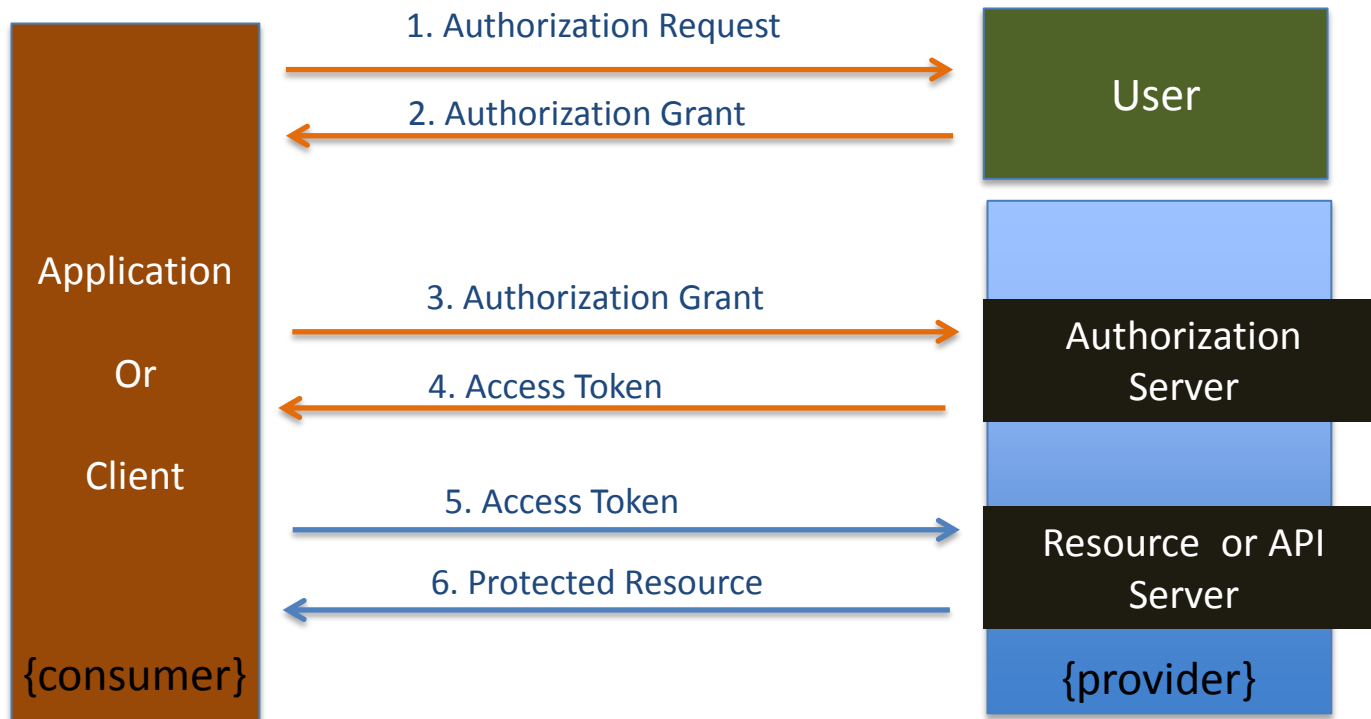 1. Authorization Request
2. Authorization Grant
User
Application
Or
Client
{consumer}
3. Authorization Grant
4. Access Token
Authorization
Server
5. Access Token
6. Protected Resource
Resource or API
Server
{provider}